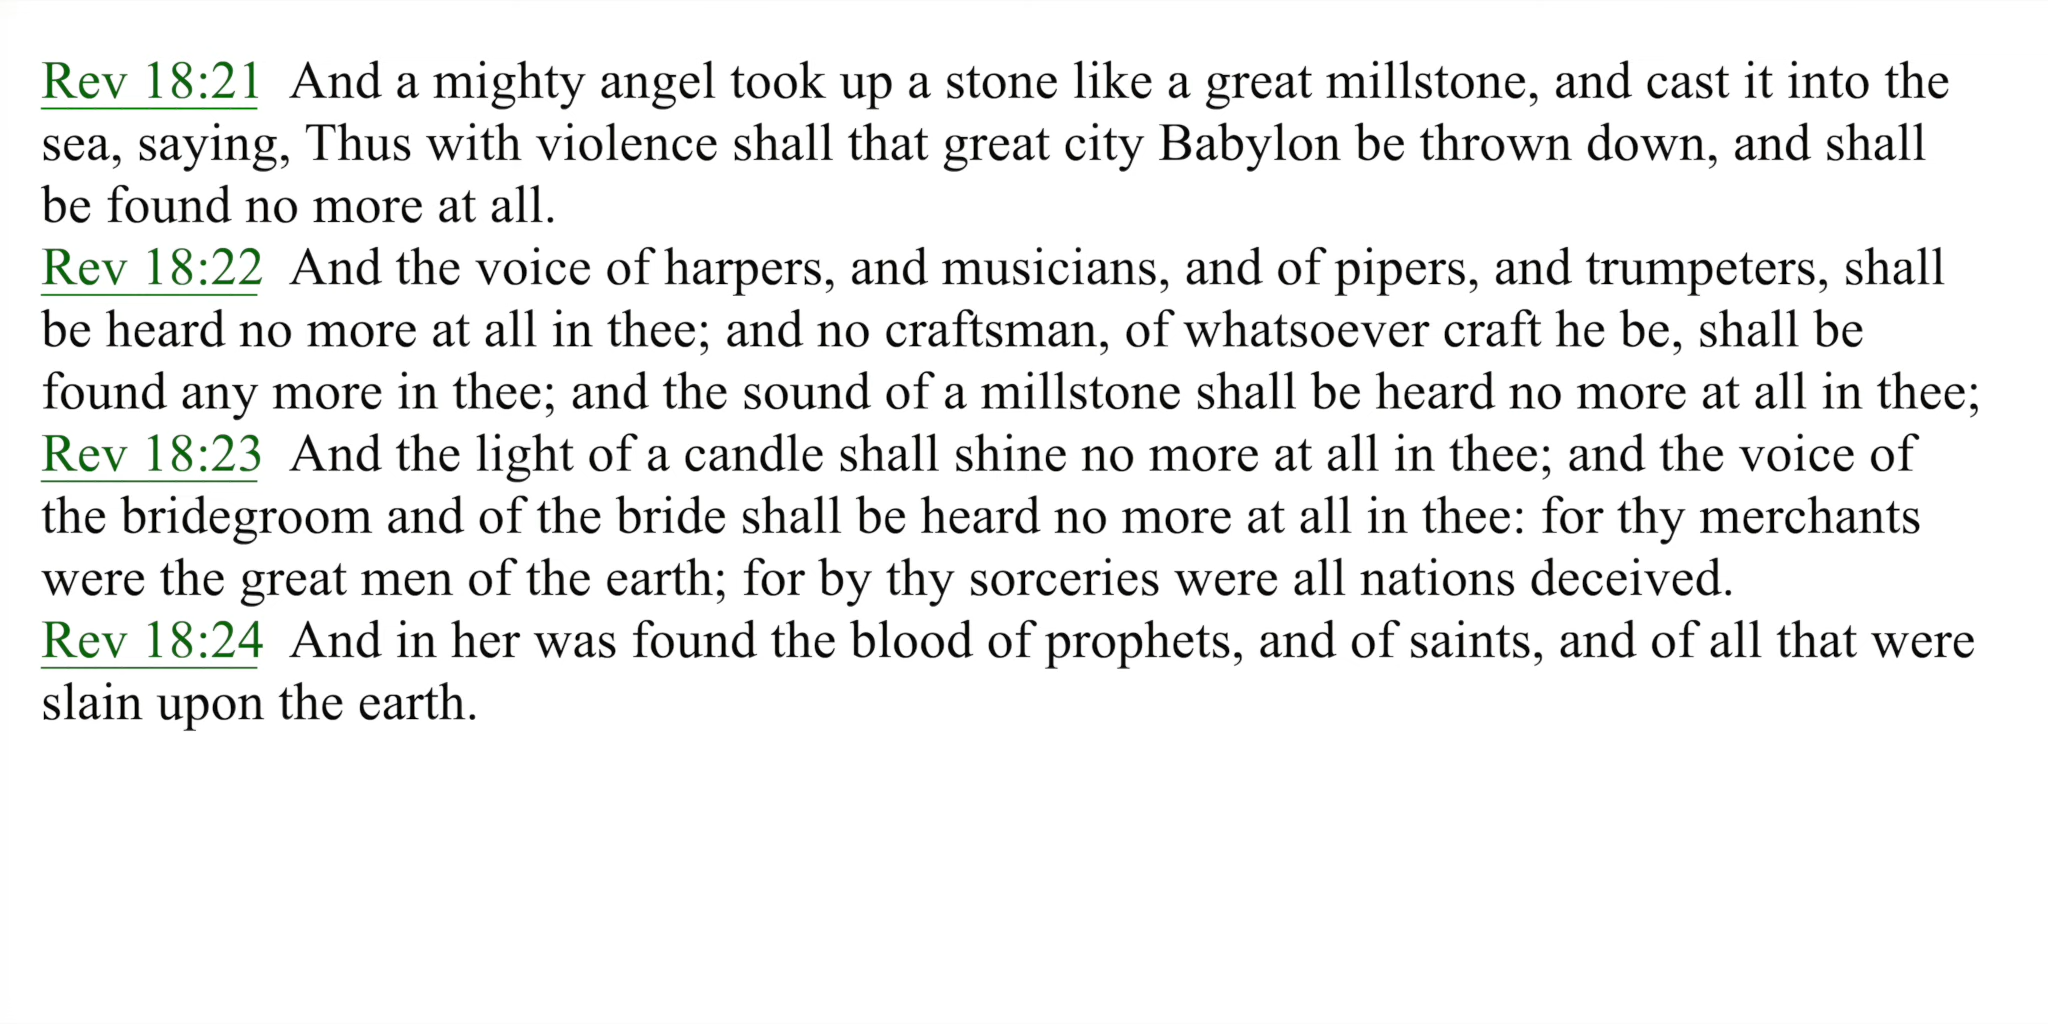 Rev 18:21  And a mighty angel took up a stone like a great millstone, and cast it into the
sea, saying, Thus with violence shall that great city Babylon be thrown down, and shall
be found no more at all.
Rev 18:22  And the voice of harpers, and musicians, and of pipers, and trumpeters, shall
be heard no more at all in thee; and no craftsman, of whatsoever craft he be, shall be
found any more in thee; and the sound of a millstone shall be heard no more at all in thee;
Rev 18:23  And the light of a candle shall shine no more at all in thee; and the voice of
the bridegroom and of the bride shall be heard no more at all in thee: for thy merchants
were the great men of the earth; for by thy sorceries were all nations deceived.
Rev 18:24  And in her was found the blood of prophets, and of saints, and of all that were
slain upon the earth.